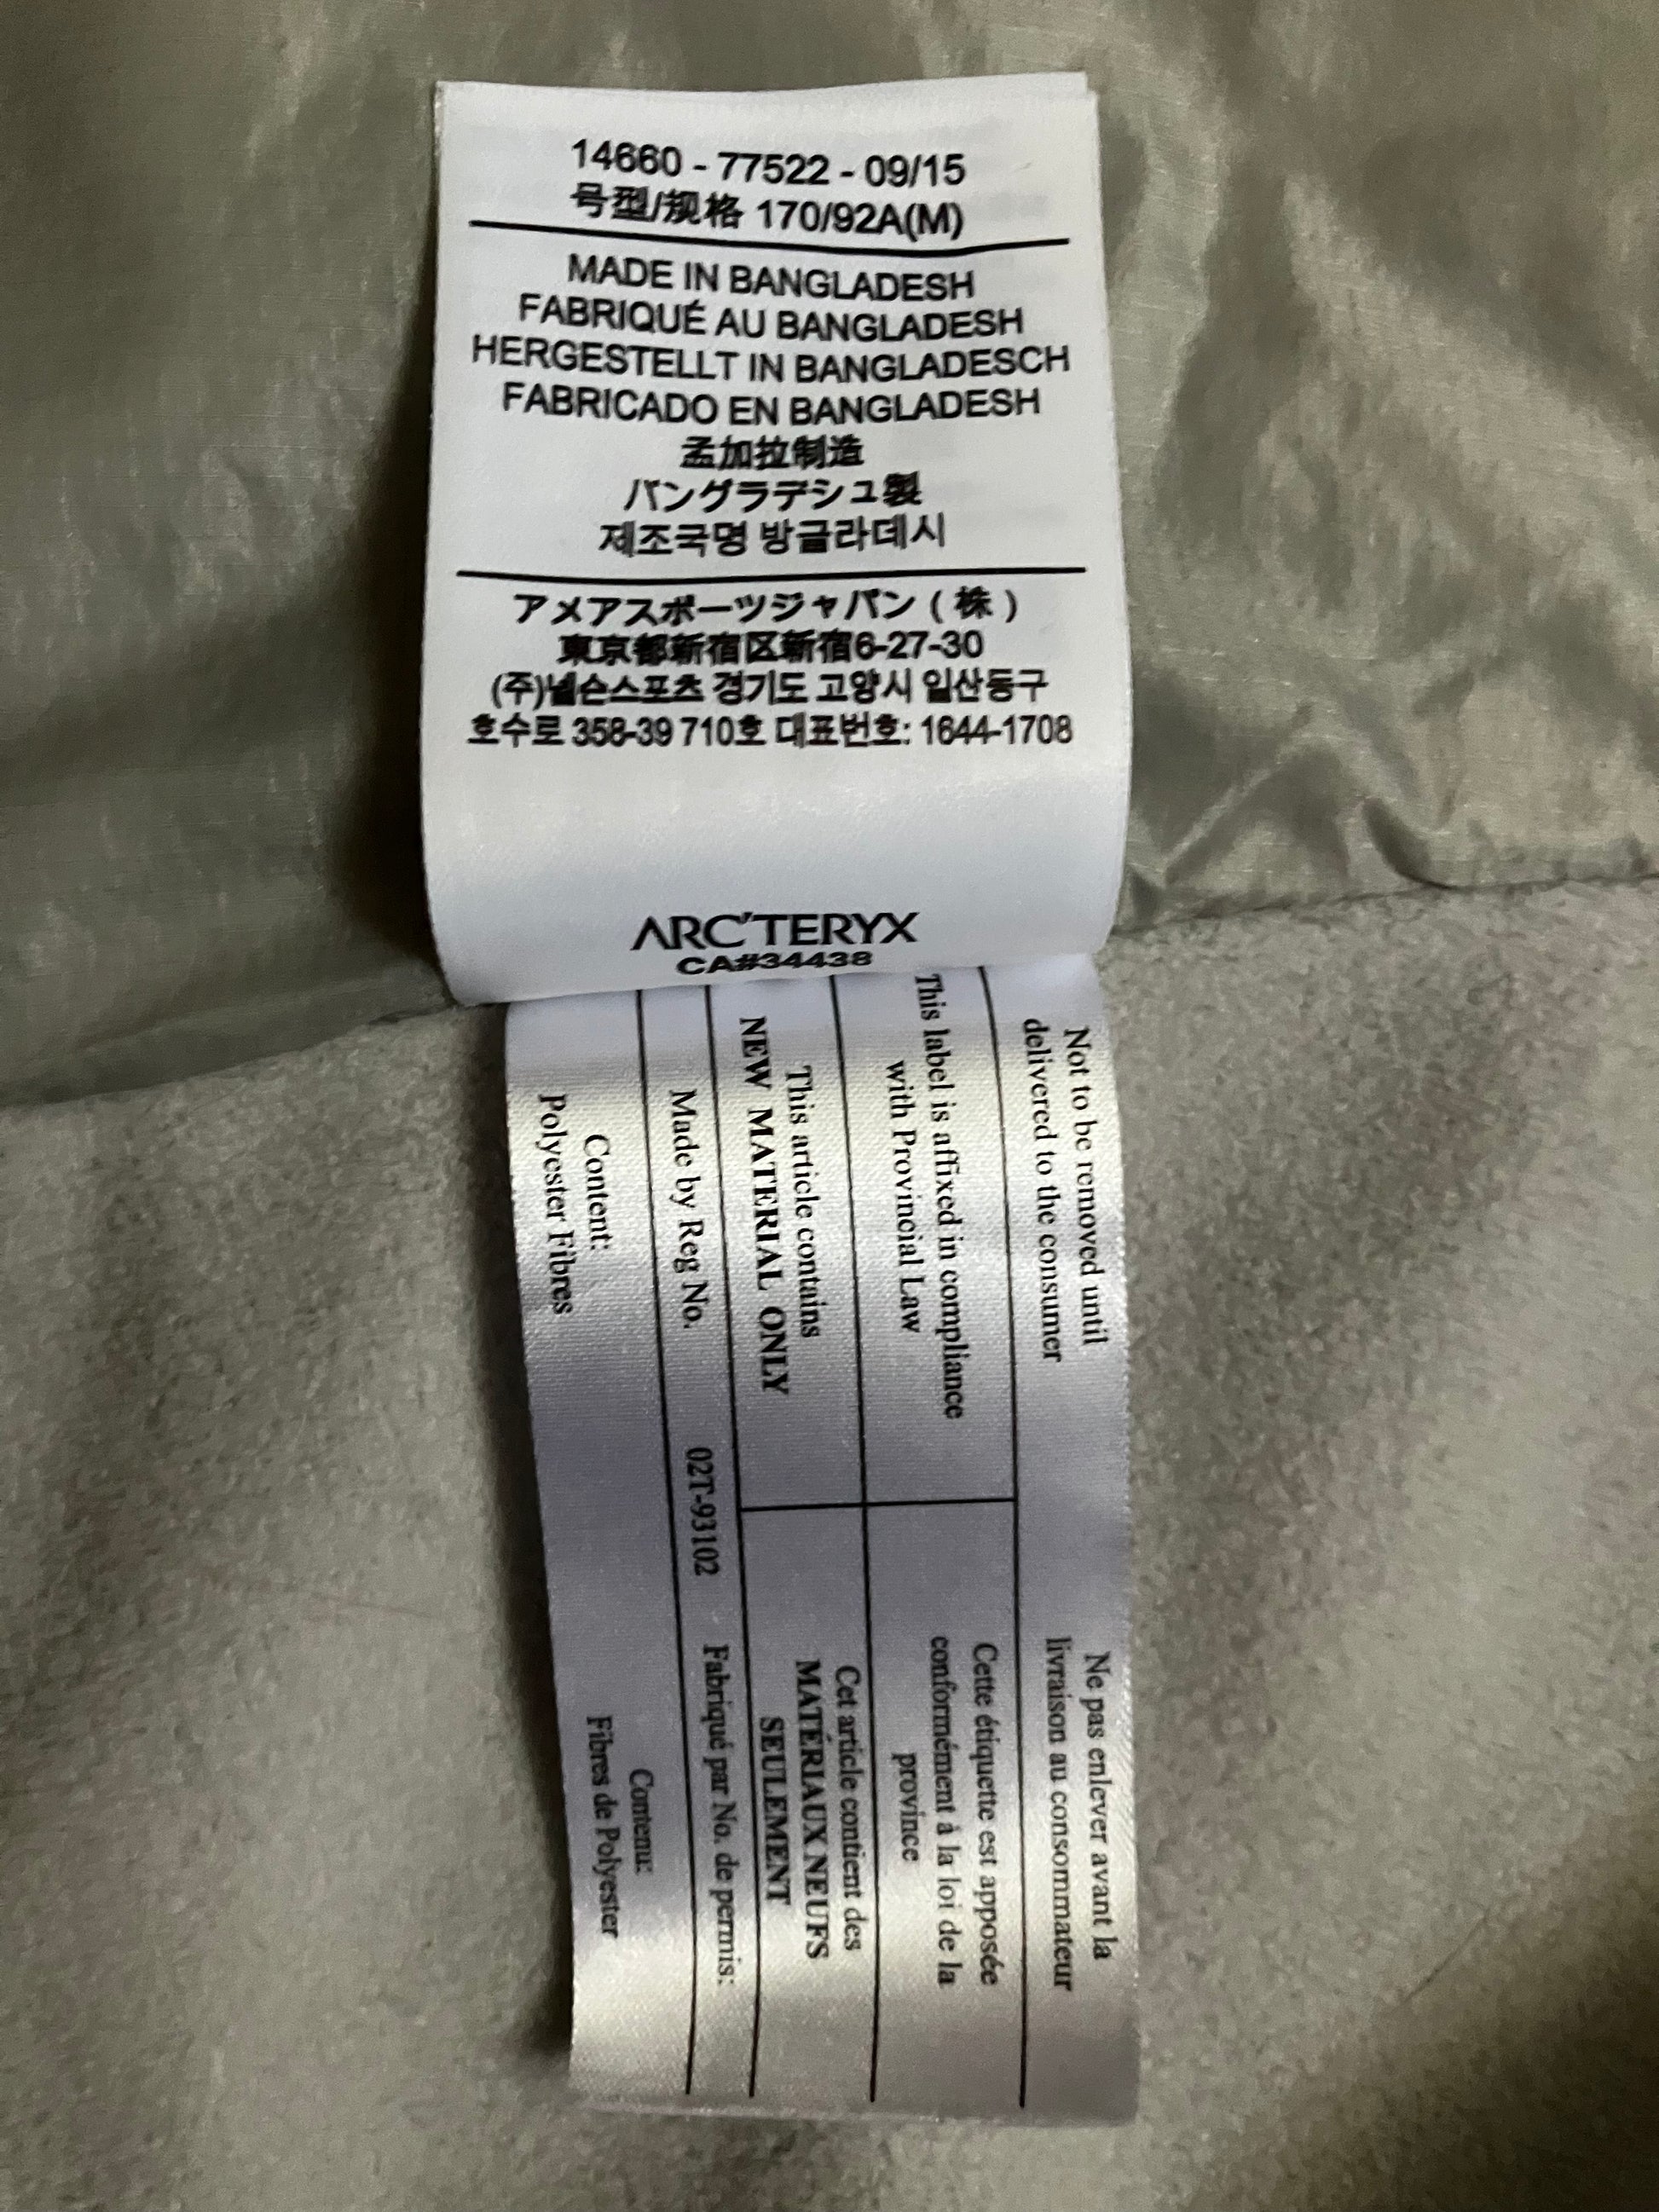 14660 - 77522 - 09/15
号型/规格 170/92A(M)
MADE IN BANGLADESH
FABRIQUÉ AU BANGLADESH
HERGESTELLT IN BANGLADESCH
FABRICADO EN BANGLADESH
孟加拉制造
バングラデシュ製
제조국명 방글라데시
アメアスポーツジャパン ( 株 )
東京都新宿区新宿6-27-30
(주)넬슨스포츠 경기도 고양시 일산동구
호수로 358-39 710호 대표번호: 1644-1708
ARC'TERYX
CA#34438
Not to be removed until
delivered to the consumer
Ne pas enlever avant la
livraison au consommateur
This label is affixed in compliance
with Provincial Law
Cette étiquette est apposée
conformément à la loi de la
province
This article contains
NEW MATERIAL ONLY
Cet article contient des
MATÉRIAUX NEUFS
SEULEMENT
Made by Reg No. 02T-93102 Fabriqué par No. de permis:
Content:
Polyester Fibres
Contenu:
Fibres de Polyester